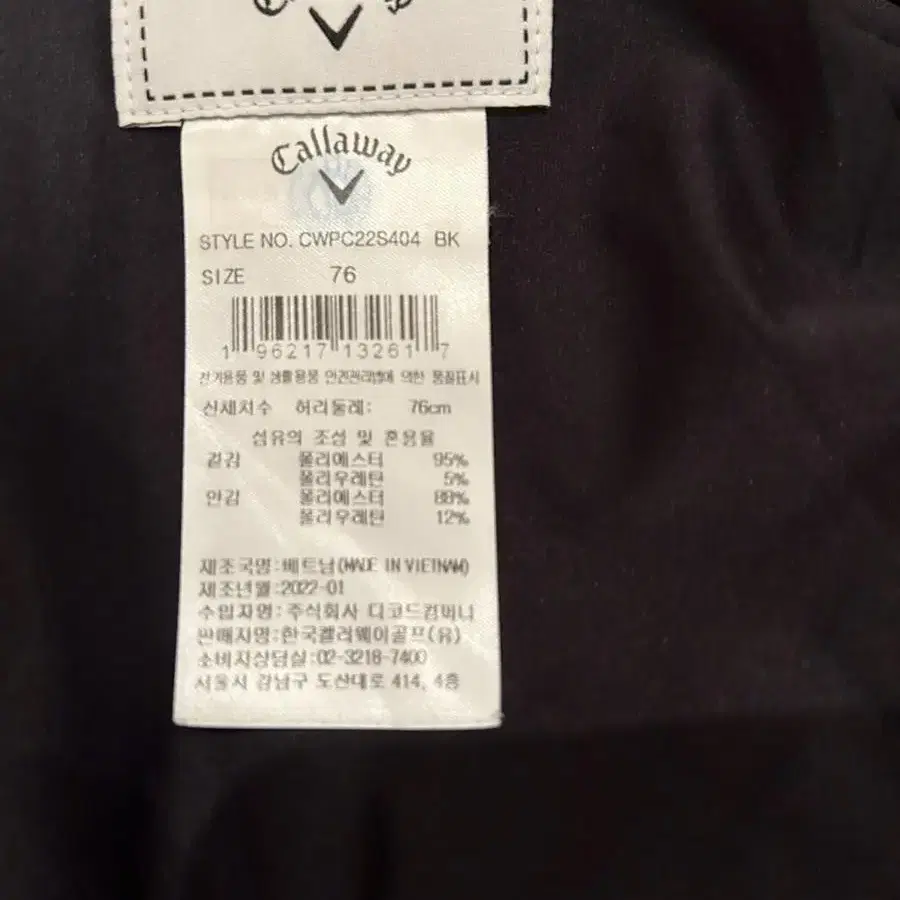 Callaway
STYLE NO. CWPC22S404 BK
SIZE 76
1 96217 13261 7
전기용품 및 생활용품 안전관리법에 의한 품질표시
신체치수 허리둘레: 76cm
섬유의 조성 및 혼용율
겉감 폴리에스터 95%
폴리우레탄 5%
안감 폴리에스터 88%
폴리우레탄 12%
제조국명:베트남(MADE IN VIETNAM)
제조년월:2022-01
수입자명:주식회사 디코드컴퍼니
판매자명:한국캘러웨이골프(유)
소비자상담실:02-3218-7400
서울시 강남구 도산대로 414, 4층